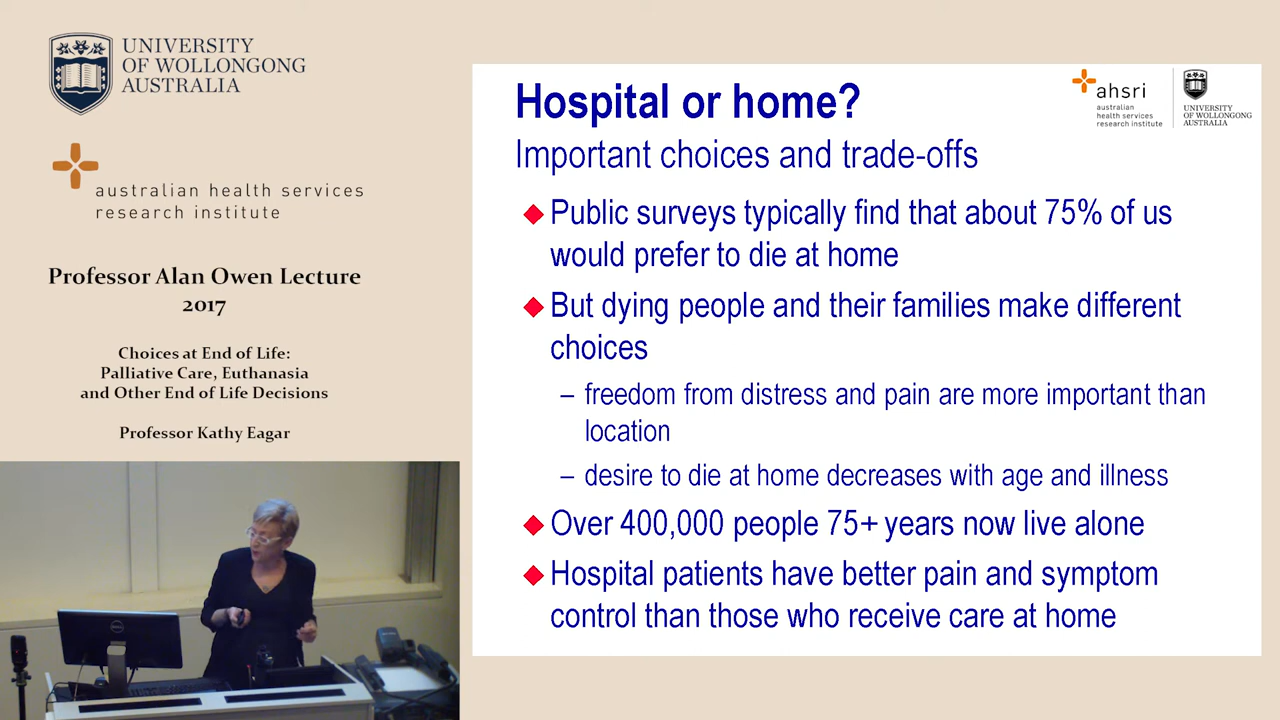 UNIVERSITY
OF WOLLONGONG
AUSTRALIA
australian health services
research institute
Professor Alan Owen Lecture
2017
Choices at End of Life:
Palliative Care, Euthanasia
and Other End of Life Decisions
Professor Kathy Eagar
Hospital or home?
ahsri
australian
health services
research institute
UNIVERSITY
OF WOLLONGONG
AUSTRALIA
Important choices and trade-offs
Public surveys typically find that about 75% of us
would prefer to die at home
But dying people and their families make different
choices
– freedom from distress and pain are more important than
location
– desire to die at home decreases with age and illness
Over 400,000 people 75+ years now live alone
Hospital patients have better pain and symptom
control than those who receive care at home
DELL